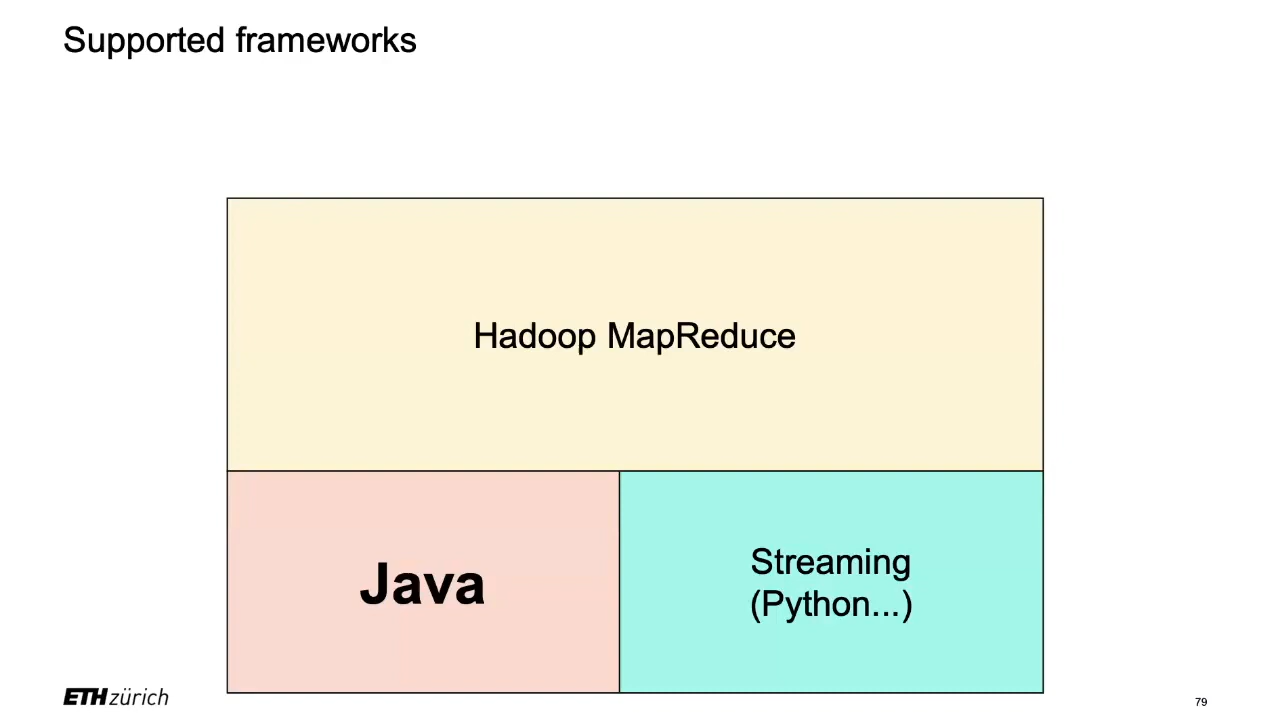 Supported frameworks
Hadoop MapReduce
Java
Streaming
(Python...)
ETH zürich
79